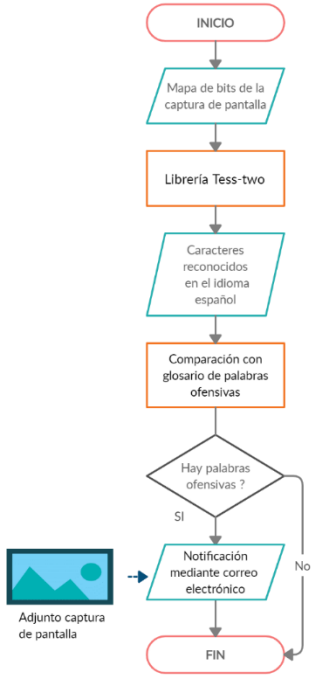 INICIO
Mapa de bits de la
captura de pantalla
Librería Tess-two
Caracteres
reconocidos
en el idioma
español
Comparación con
glosario de palabras
ofensivas
Hay palabras
ofensivas ?
SI
No
Notificación
mediante correo
electrónico
Adjunto captura
de pantalla
FIN